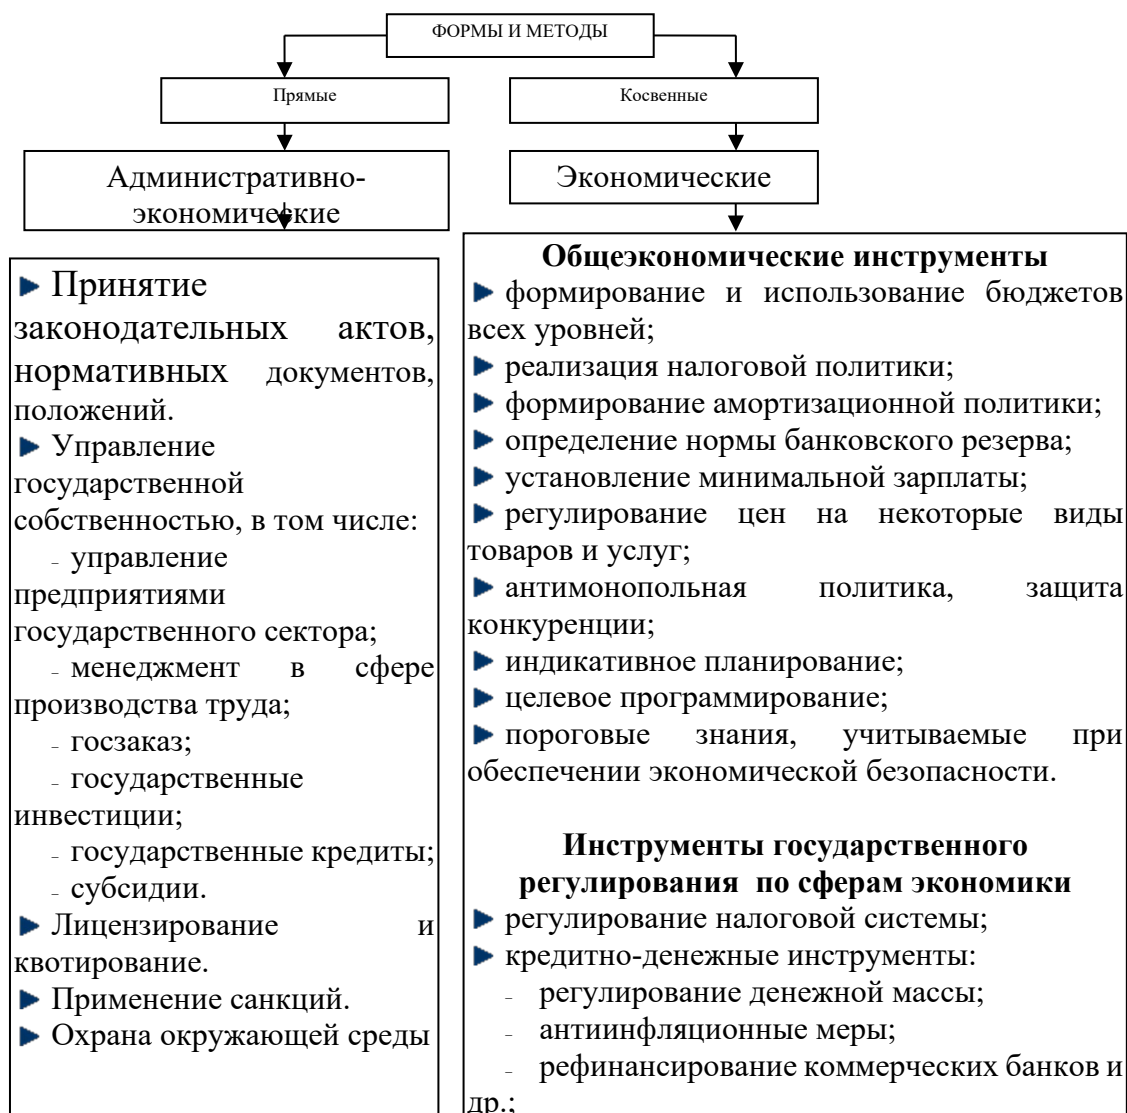 ФОРМЫ И МЕТОДЫ
Прямые
Косвенные
Административно-
экономические
Экономические
Принятие
законодательных актов,
нормативных документов,
положений.
Управление
государственной
собственностью, в том числе:
- управление
предприятиями
государственного сектора;
- менеджмент в сфере
производства труда;
- госзаказ;
- государственные
инвестиции;
- государственные кредиты;
- субсидии.
Лицензирование и
квотирование.
Применение санкций.
Охрана окружающей среды
Общеэкономические инструменты
формирование и использование бюджетов
всех уровней;
реализация налоговой политики;
формирование амортизационной политики;
определение нормы банковского резерва;
установление минимальной зарплаты;
регулирование цен на некоторые виды
товаров и услуг;
антимонопольная политика, защита
конкуренции;
индикативное планирование;
целевое программирование;
пороговые знания, учитываемые при
обеспечении экономической безопасности.
Инструменты государственного
регулирования по сферам экономики
регулирование налоговой системы;
кредитно-денежные инструменты:
- регулирование денежной массы;
- антиинфляционные меры;
- рефинансирование коммерческих банков и
др.;